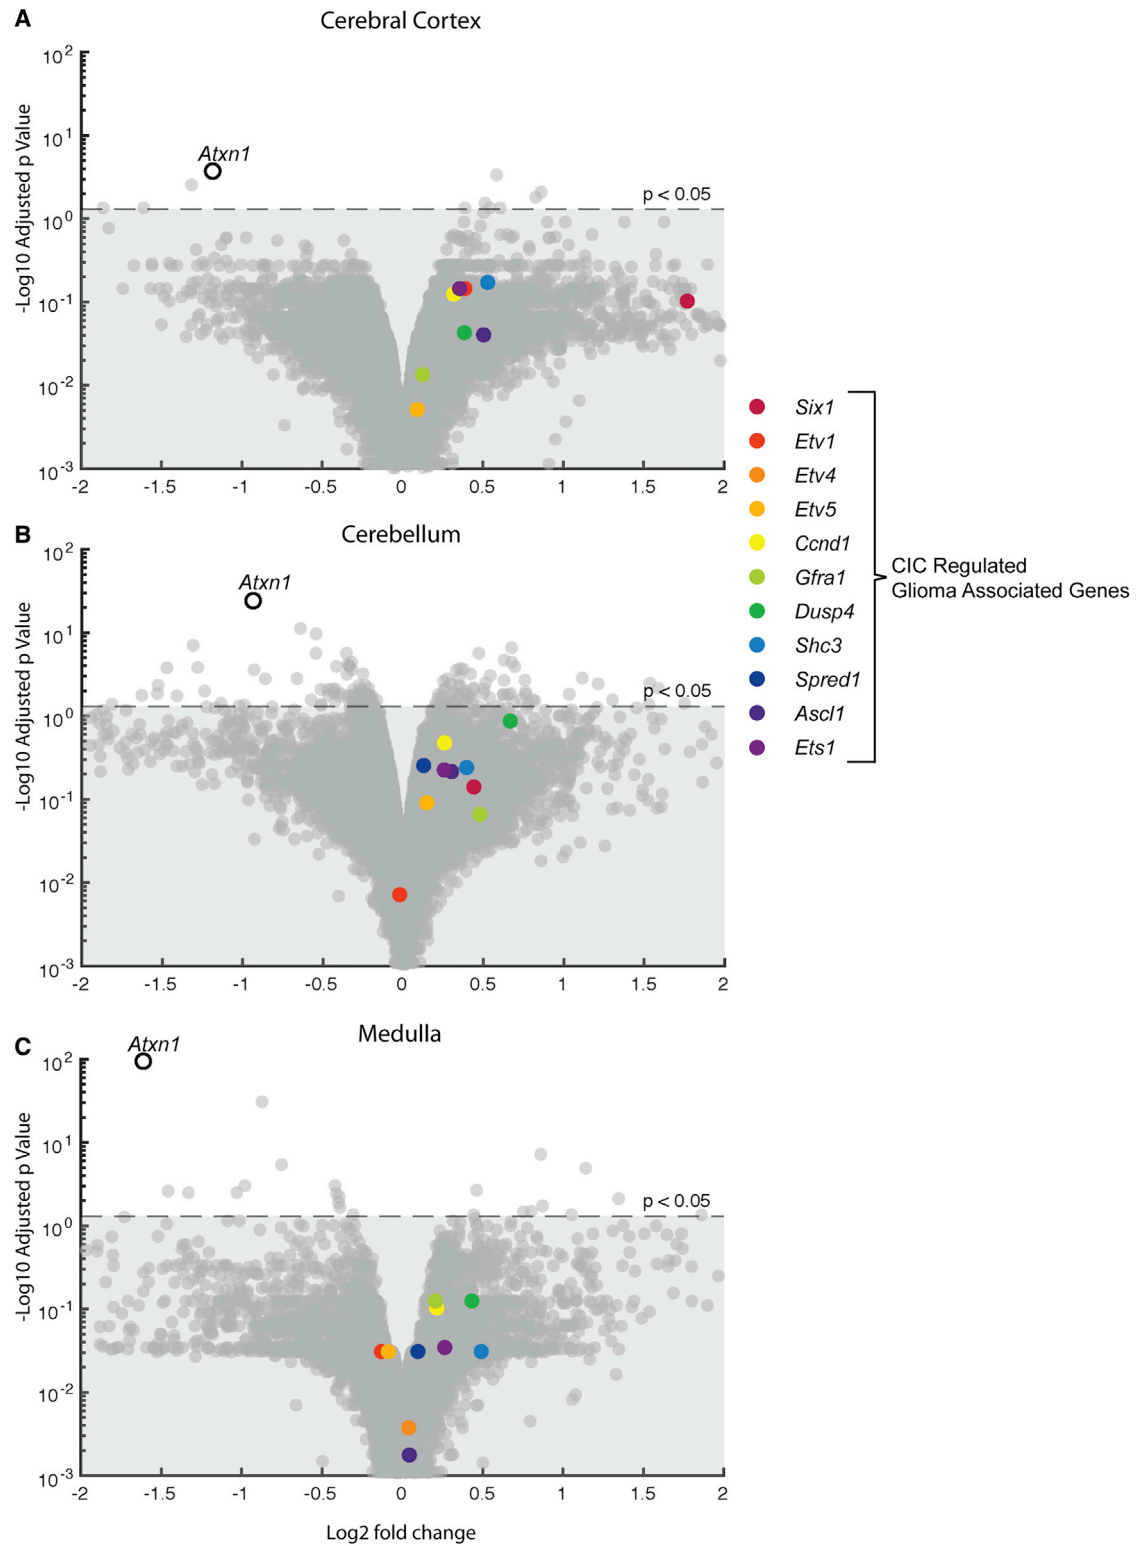 A
Cerebral Cortex
10²
10¹
10⁰
10⁻¹
10⁻²
10⁻³
-Log10 Adjusted p Value
Atxn1
p < 0.05
-2 -1.5 -1 -0.5 0 0.5 1 1.5 2
B
Cerebellum
10²
10¹
10⁰
10⁻¹
10⁻²
10⁻³
-Log10 Adjusted p Value
Atxn1
p < 0.05
-2 -1.5 -1 -0.5 0 0.5 1 1.5 2
C
Medulla
10²
10¹
10⁰
10⁻¹
10⁻²
10⁻³
-Log10 Adjusted p Value
Atxn1
p < 0.05
-2 -1.5 -1 -0.5 0 0.5 1 1.5 2
Log2 fold change
Six1
Etv1
Etv4
Etv5
Ccnd1
Gfra1
Dusp4
Shc3
Spred1
Ascl1
Ets1
CIC Regulated
Glioma Associated Genes